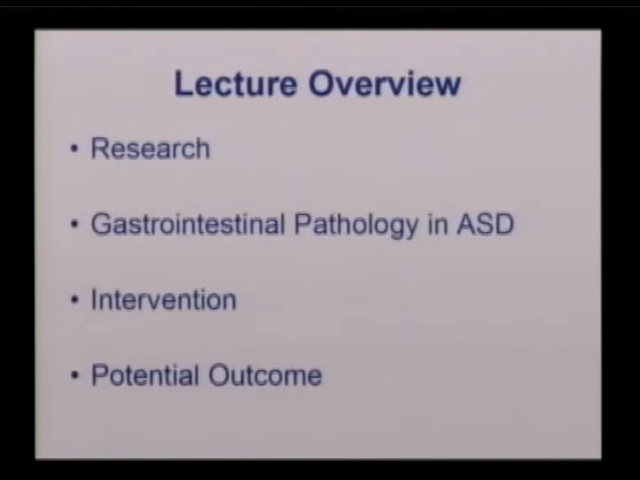 Lecture Overview
• Research
• Gastrointestinal Pathology in ASD
• Intervention
• Potential Outcome